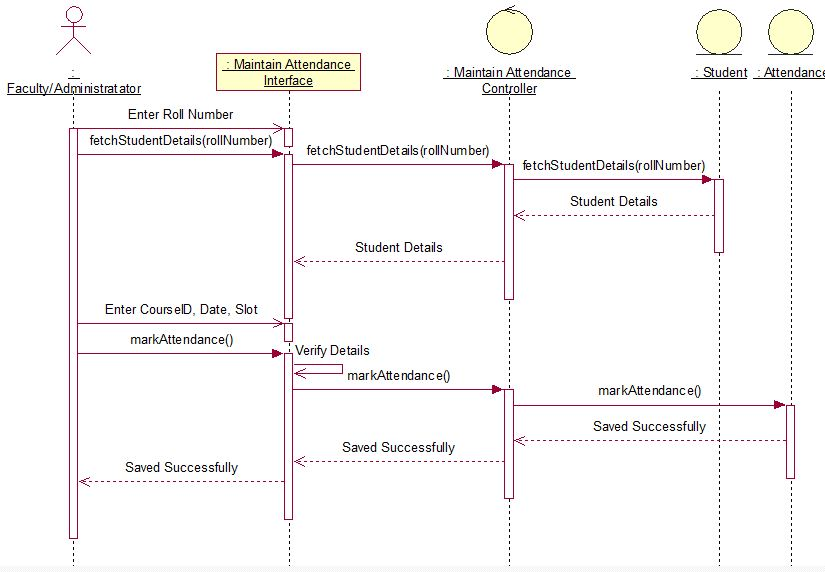 :
Faculty/Administratator
: Maintain Attendance
Interface
: Maintain Attendance
Controller
: Student
: Attendance
Enter Roll Number
fetchStudentDetails(rollNumber)
fetchStudentDetails(rollNumber)
fetchStudentDetails(rollNumber)
Student Details
Student Details
Enter CourseID, Date, Slot
markAttendance()
Verify Details
markAttendance()
markAttendance()
Saved Successfully
Saved Successfully
Saved Successfully